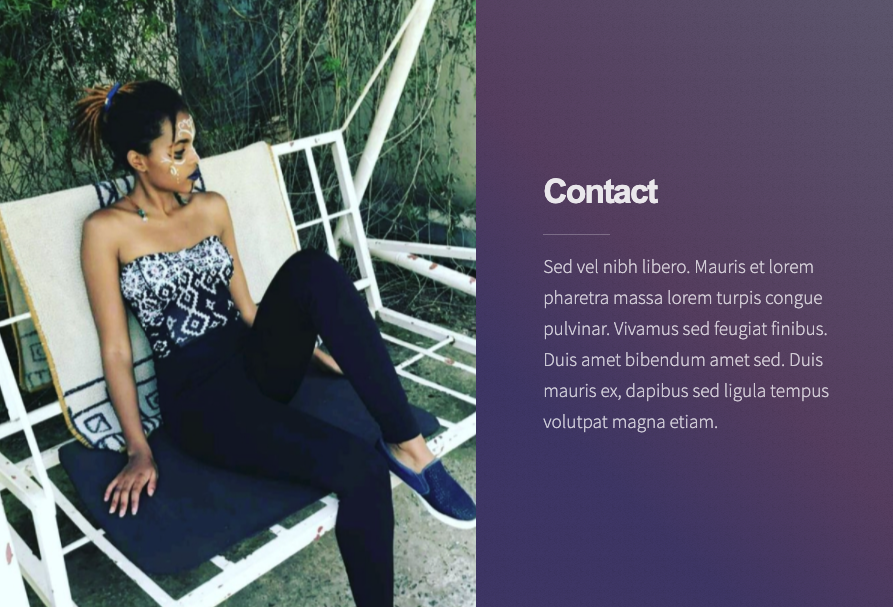 Contact
Sed vel nibh libero. Mauris et lorem
pharetra massa lorem turpis congue
pulvinar. Vivamus sed feugiat finibus.
Duis amet bibendum amet sed. Duis
mauris ex, dapibus sed ligula tempus
volutpat magna etiam.